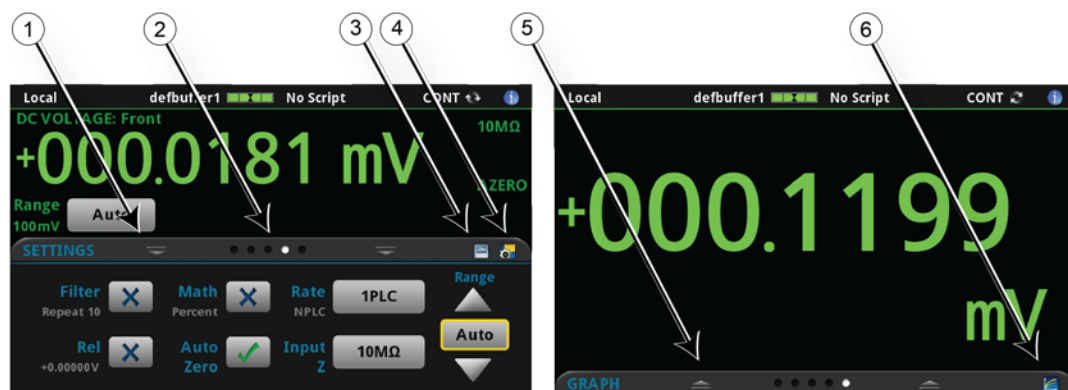 1 2 3 4 5 6
Local defbuffer1 No Script CONT
DC VOLTAGE: Front
10MΩ
+000.0181 mV
AZERO
Range
100mV Auto
SETTINGS
Filter
Repeat 10
Math
Percent
Rate
NPLC
1PLC
Range
Auto
Rel
+0.00000V
Auto
Zero
Input
Z
10MΩ
Local defbuffer1 No Script CONT
+000.1199
mV
GRAPH